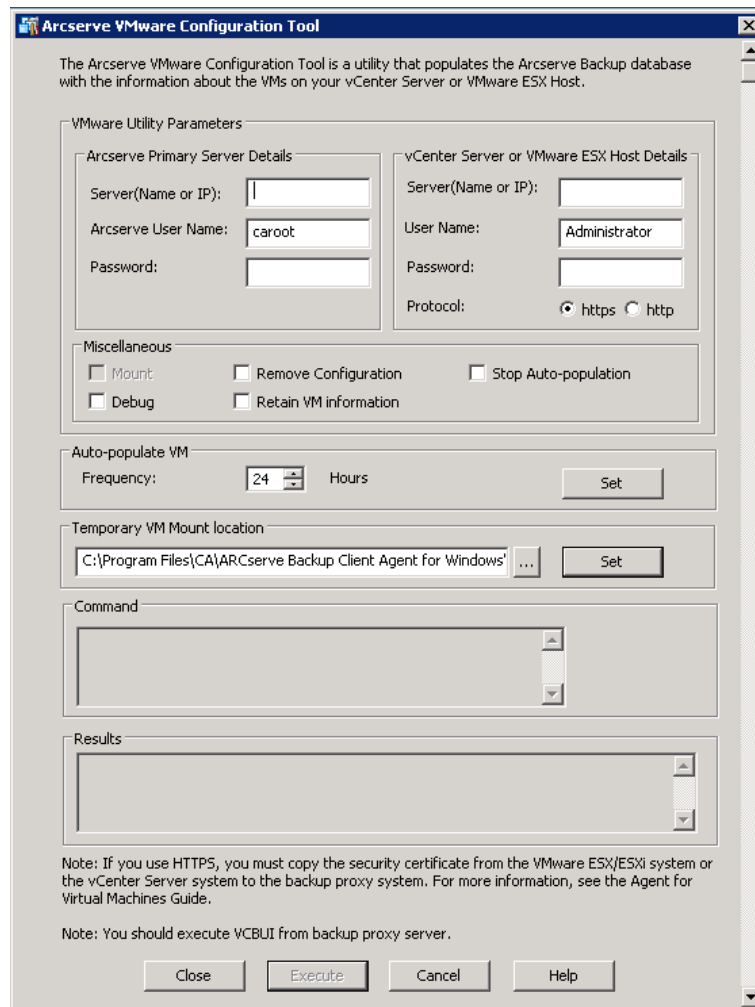 Arcserve VMware Configuration Tool
The Arcserve VMware Configuration Tool is a utility that populates the Arcserve Backup database
with the information about the VMs on your vCenter Server or VMware ESX Host.
VMware Utility Parameters
Arcserve Primary Server Details
Server(Name or IP):
Arcserve User Name: caroot
Password:
vCenter Server or VMware ESX Host Details
Server(Name or IP):
User Name: Administrator
Password:
Protocol: https http
Miscellaneous
Mount Remove Configuration Stop Auto-population
Debug Retain VM information
Auto-populate VM
Frequency: 24 Hours Set
Temporary VM Mount location
C:\Program Files\CA\ARCserve Backup Client Agent for Windows\ ... Set
Command
Results
Note: If you use HTTPS, you must copy the security certificate from the VMware ESX/ESXi system or
the vCenter Server system to the backup proxy system. For more information, see the Agent for
Virtual Machines Guide.
Note: You should execute VCBUI from backup proxy server.
Close Execute Cancel Help